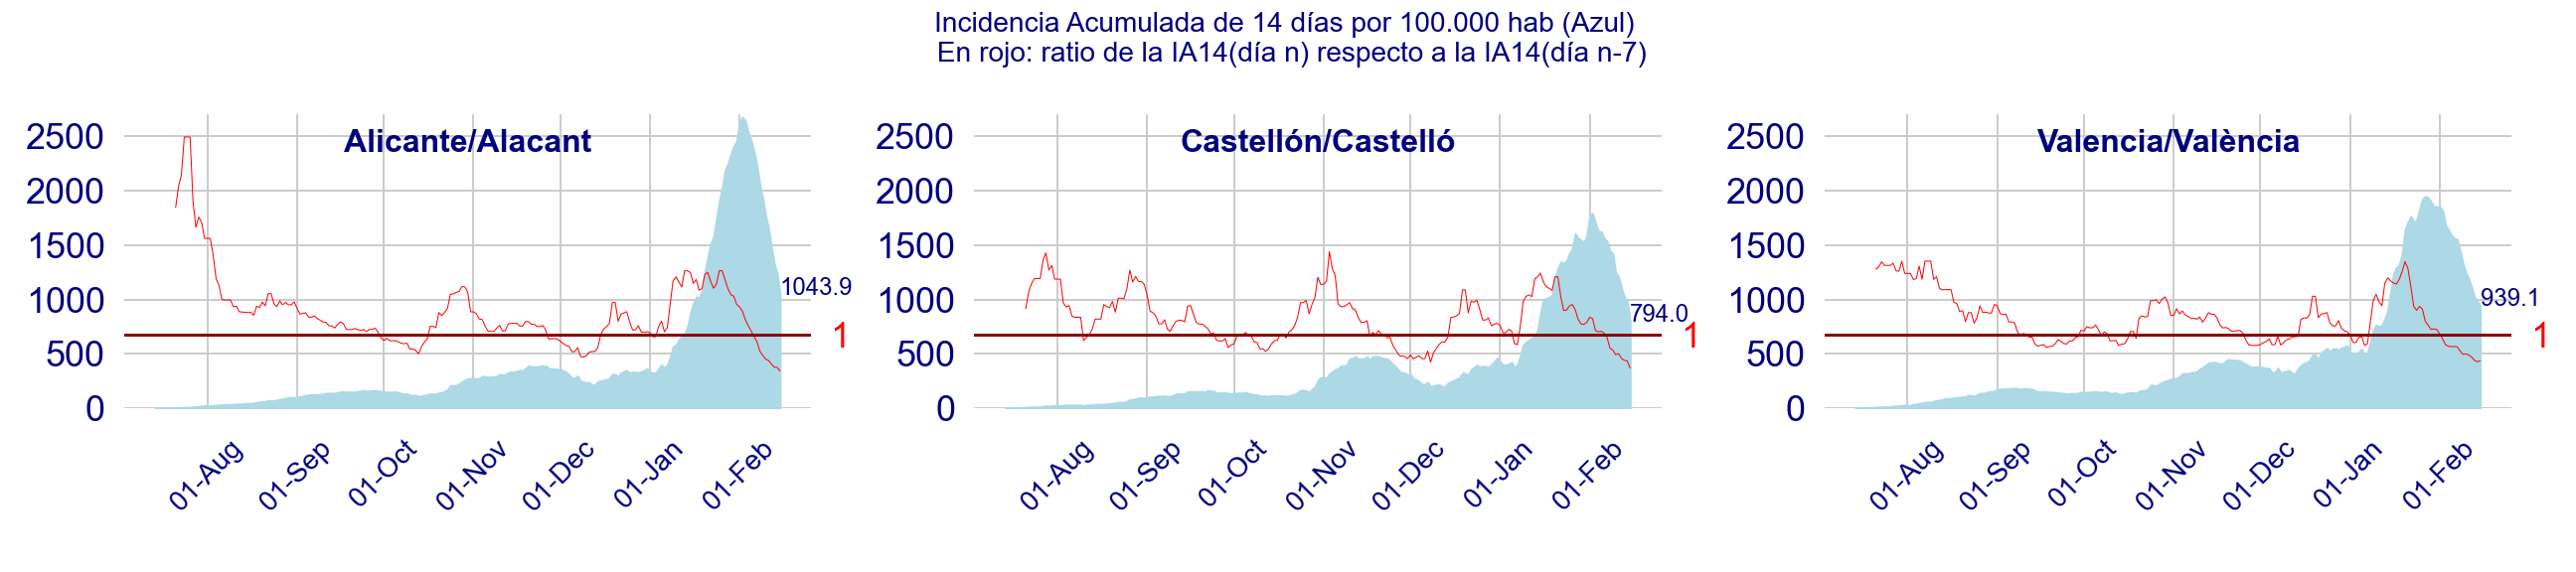 Incidencia Acumulada de 14 días por 100.000 hab (Azul)
En rojo: ratio de la IA14(día n) respecto a la IA14(día n-7)
Alicante/Alacant
2500
2000
1500
1000
500
0
1043.9
1
01-Aug
01-Sep
01-Oct
01-Nov
01-Dec
01-Jan
01-Feb
Castellón/Castelló
2500
2000
1500
1000
500
0
794.0
1
01-Aug
01-Sep
01-Oct
01-Nov
01-Dec
01-Jan
01-Feb
Valencia/València
2500
2000
1500
1000
500
0
939.1
1
01-Aug
01-Sep
01-Oct
01-Nov
01-Dec
01-Jan
01-Feb